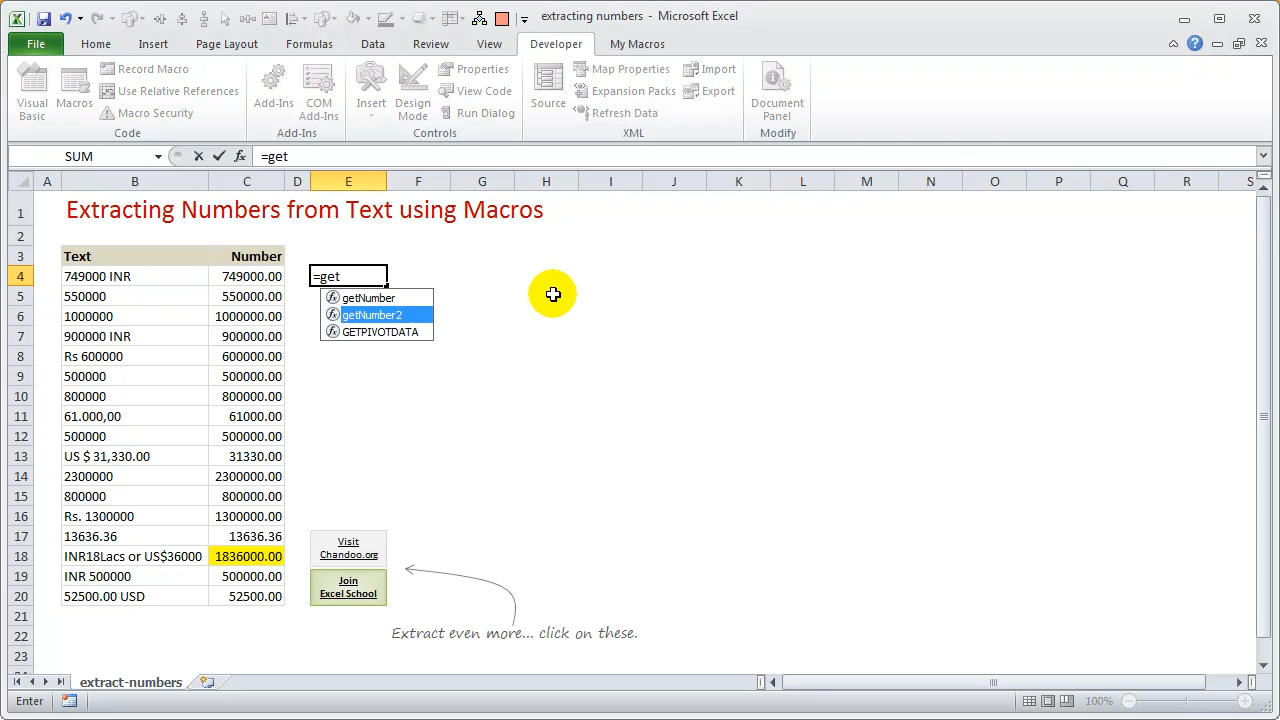 extracting numbers - Microsoft Excel
File Home Insert Page Layout Formulas Data Review View Developer My Macros
Visual Basic
Macros
Record Macro
Use Relative References
Macro Security
Code
Add-Ins
COM Add-Ins
Add-Ins
Insert
Design Mode
Properties
View Code
Run Dialog
Controls
Source
Map Properties
Expansion Packs
Refresh Data
Import
Export
XML
Document Panel
Modify
SUM =get
A B C D E F G H I J K L M N O P Q R S
1 Extracting Numbers from Text using Macros
2
3 Text Number
4 749000 INR 749000.00 =get
5 550000 550000.00
6 1000000 1000000.00
7 900000 INR 900000.00
8 Rs 600000 600000.00
9 500000 500000.00
10 800000 800000.00
11 61.000,00 61000.00
12 500000 500000.00
13 US $ 31,330.00 31330.00
14 2300000 2300000.00
15 800000 800000.00
16 Rs. 1300000 1300000.00
17 13636.36 13636.36
18 INR18Lacs or US$36000 1836000.00
19 INR 500000 500000.00
20 52500.00 USD 52500.00
21
22
23
getNumber
getNumber2
GETPIVOTDATA
Visit
Chandoo.org
Join
Excel School
Extract even more... click on these.
extract-numbers
Enter 100%